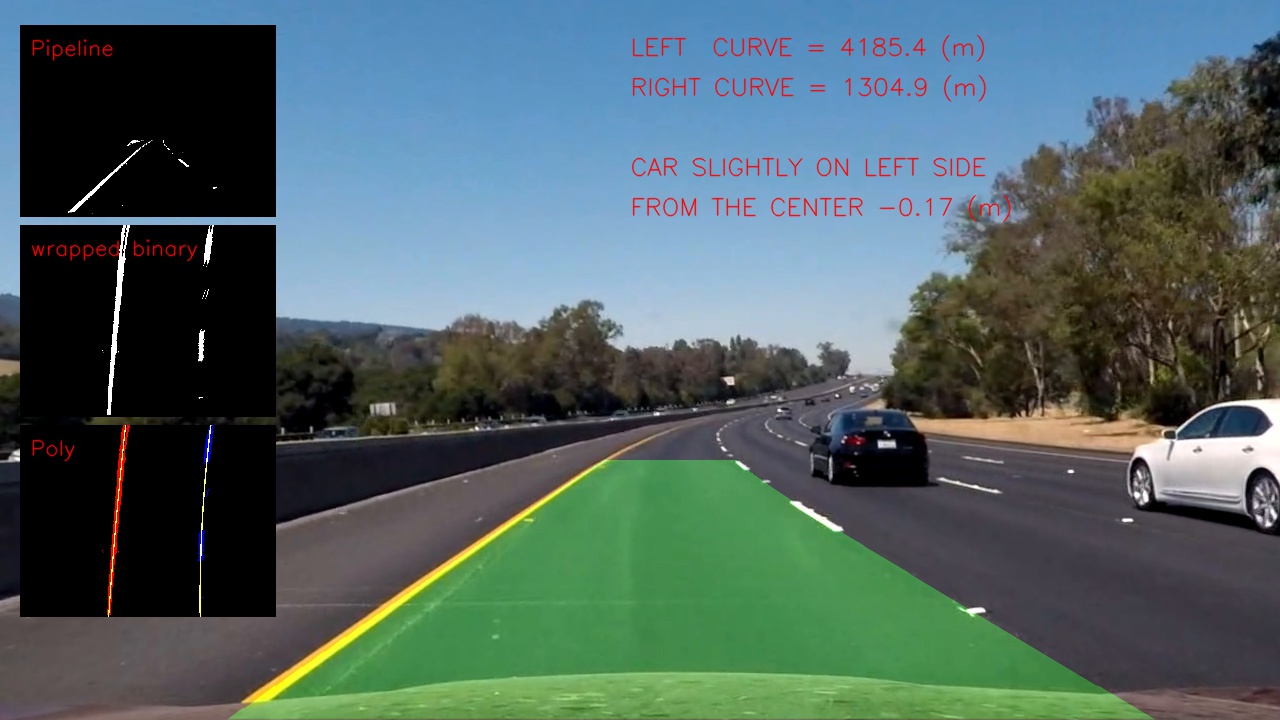 Pipeline
wrapped binary
Poly
LEFT CURVE = 4185.4 (m)
RIGHT CURVE = 1304.9 (m)
CAR SLIGHTLY ON LEFT SIDE
FROM THE CENTER -0.17 (m)